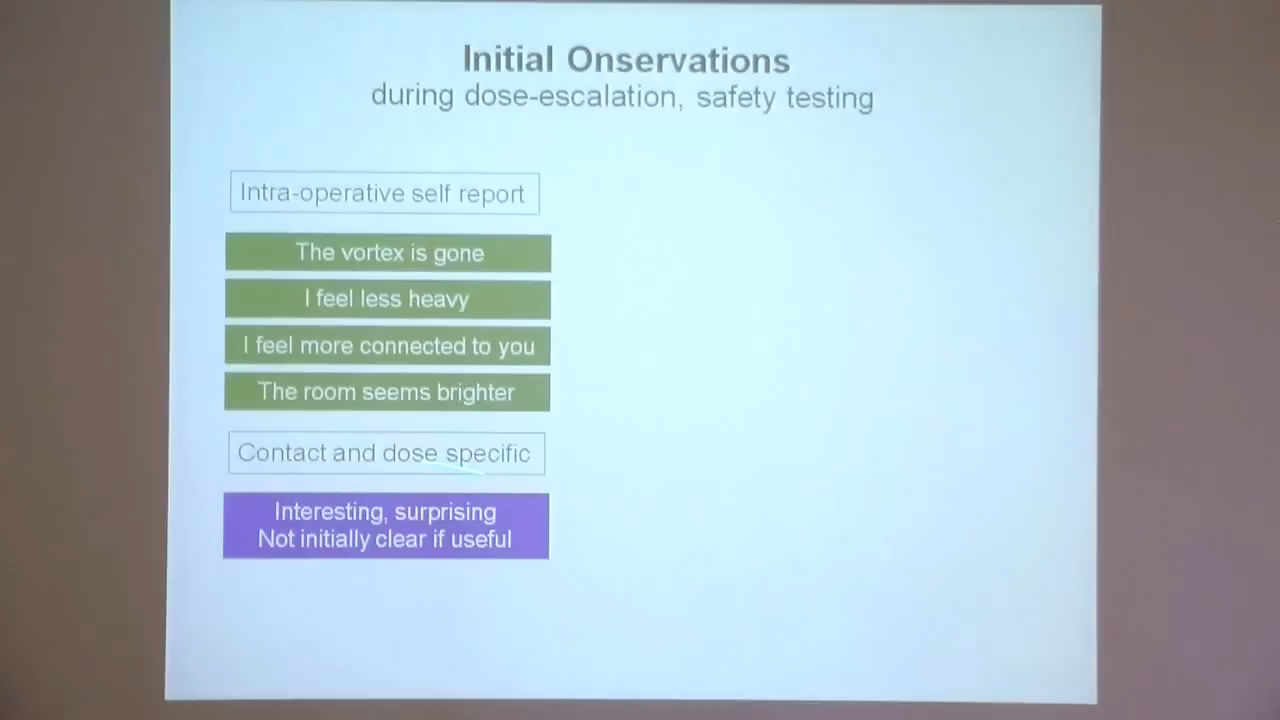 Initial Onservations
during dose-escalation, safety testing
Intra-operative self report
The vortex is gone
I feel less heavy
I feel more connected to you
The room seems brighter
Contact and dose specific
Interesting, surprising
Not initially clear if useful